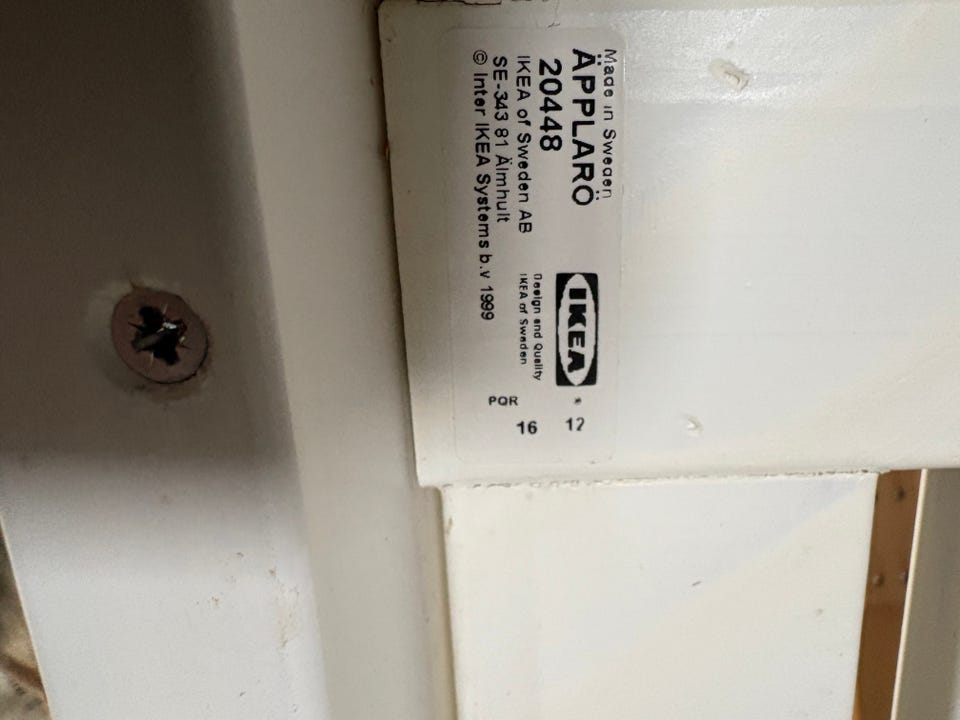 Made in Sweden
ÄPPLARÖ
20448
IKEA of Sweden AB
SE-343 81 Älmhult
© Inter IKEA Systems b.v 1999
IKEA
*
Design and Quality
IKEA of Sweden
PQR
12
16